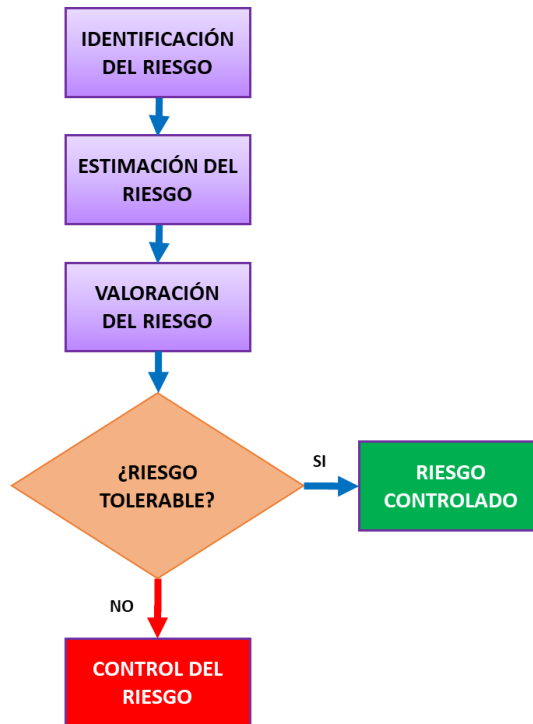 IDENTIFICACIÓN
DEL RIESGO
ESTIMACIÓN DEL
RIESGO
VALORACIÓN
DEL RIESGO
¿RIESGO
TOLERABLE?
SI
RIESGO
CONTROLADO
NO
CONTROL DEL
RIESGO